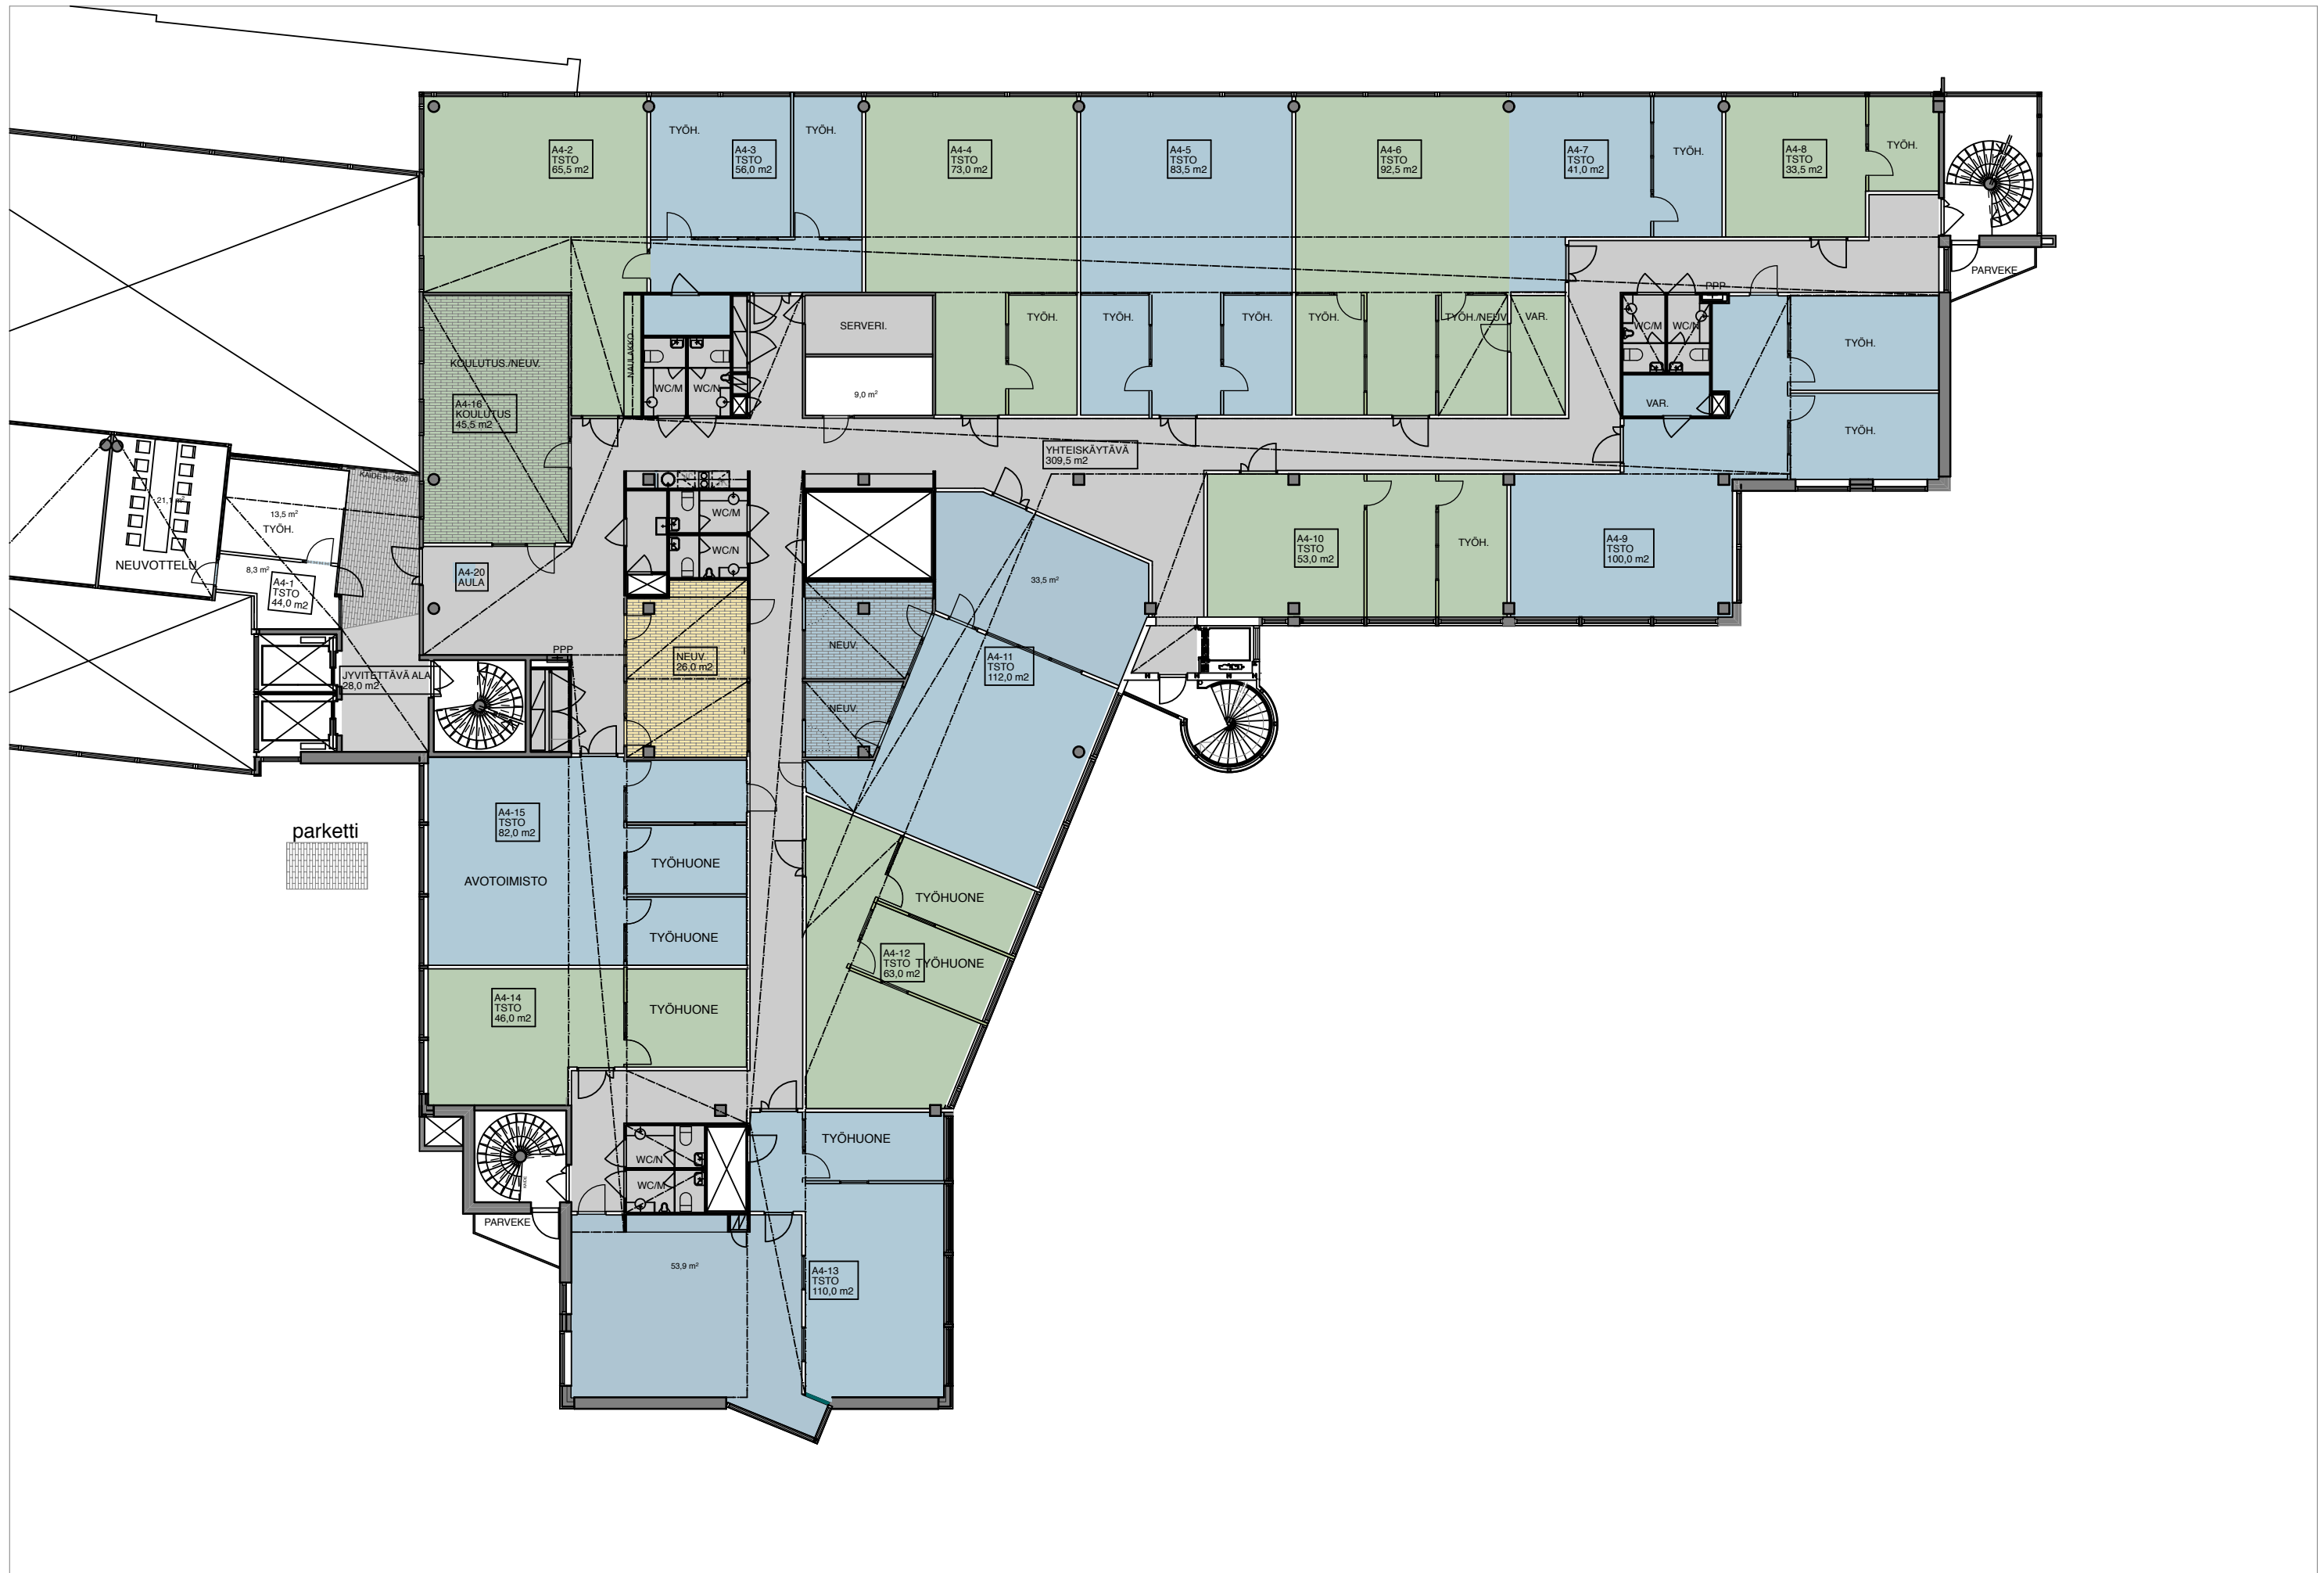 TYÖH.
TYÖH.
A4-2
TSTO
65,5 m2
A4-3
TSTO
56,0 m2
A4-4
TSTO
73,0 m2
A4-5
TSTO
83,5 m2
A4-6
TSTO
92,5 m2
A4-7
TSTO
41,0 m2
TYÖH.
A4-8
TSTO
33,5 m2
TYÖH.
PARVEKE
PPP
SERVERI.
TYÖH.
TYÖH.
TYÖH.
TYÖH.
TYÖH./NEUV.
VAR.
WC/M
WC/N
TYÖH.
NAULAKKO
KOULUTUS./NEUV.
WC/M
WC/N
9,0 m²
VAR.
A4-16
KOULUTUS
45,5 m2
TYÖH.
YHTEISKÄYTÄVÄ
309,5 m2
KAIDE h=1200
21,1 m²
13,5 m²
TYÖH.
WC/M
WC/N
NEUVOTTELU
8,3 m²
A4-1
TSTO
44,0 m2
A4-20
AULA
33,5 m²
A4-10
TSTO
53,0 m2
TYÖH.
A4-9
TSTO
100,0 m2
PPP
NEUV.
26,0 m2
NEUV.
A4-11
TSTO
112,0 m2
JYVITETTÄVÄ ALA
28,0 m2
NEUV.
A4-15
TSTO
82,0 m2
parketti
AVOTOIMISTO
TYÖHUONE
TYÖHUONE
TYÖHUONE
A4-12
TSTO
63,0 m2
TYÖHUONE
A4-14
TSTO
46,0 m2
TYÖHUONE
TYÖHUONE
WC/N
WC/M
PARVEKE
53,9 m²
A4-13
TSTO
110,0 m2